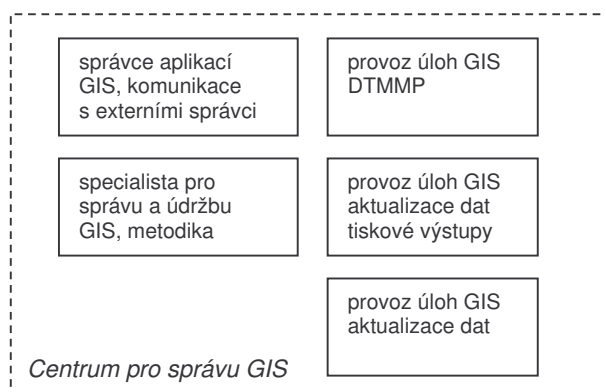 správce aplikací
GIS, komunikace
s externími správci
provoz úloh GIS
DTMMP
specialista pro
správu a údržbu
GIS, metodika
provoz úloh GIS
aktualizace dat
tiskové výstupy
provoz úloh GIS
aktualizace dat
Centrum pro správu GIS